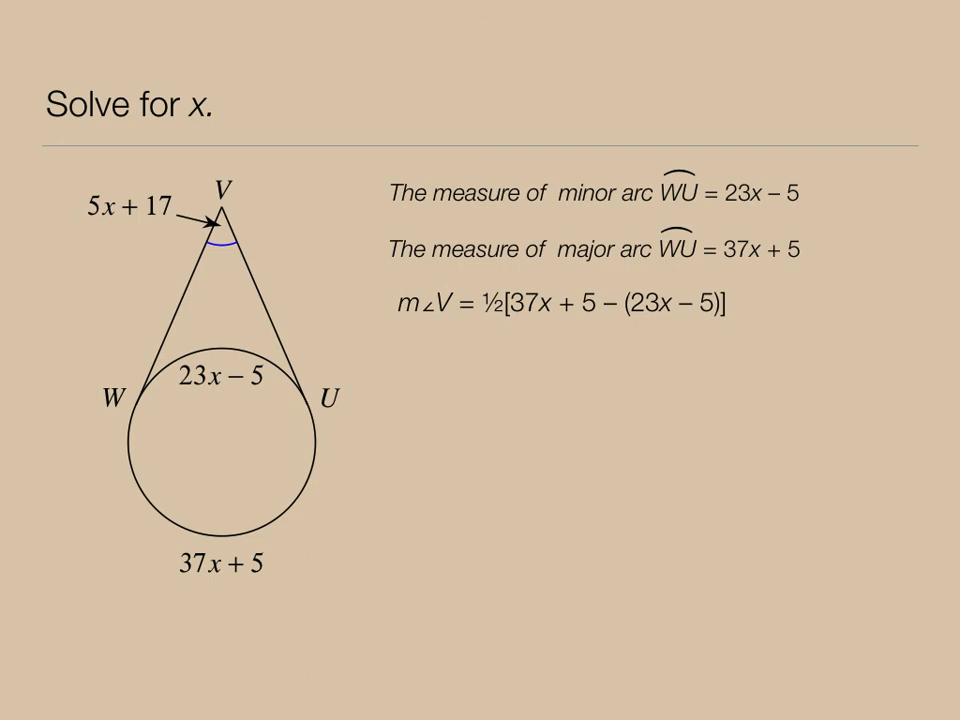 Solve for x.
V
5x + 17
The measure of minor arc WU = 23x – 5
The measure of major arc WU = 37x + 5
m∠V = ½[37x + 5 – (23x – 5)]
23x – 5
W
U
37x + 5